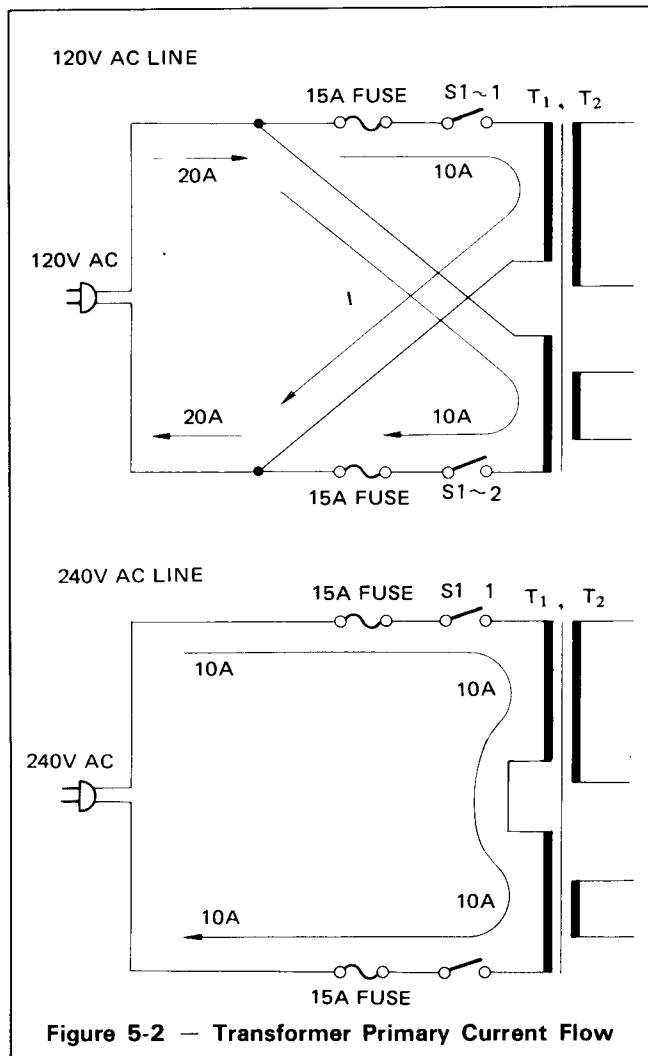 120V AC LINE
15A FUSE
S1~1
T1, T2
20A
10A
120V AC
20A
10A
15A FUSE
S1~2
240V AC LINE
15A FUSE
S1 1
T1, T2
10A
10A
240V AC
10A
10A
15A FUSE
Figure 5-2 — Transformer Primary Current Flow